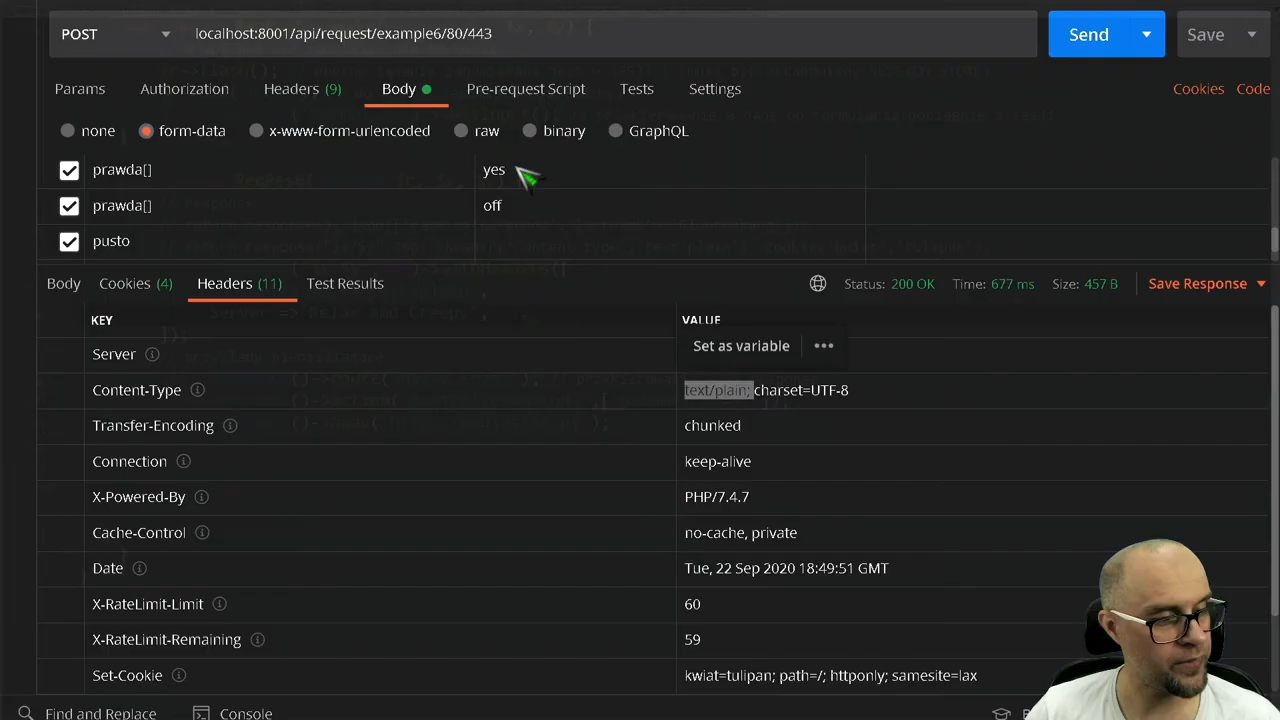 POST localhost:8001/api/request/example6/80/443 Send Save
Params Authorization Headers (9) Body Pre-request Script Tests Settings Cookies Code
none form-data x-www-form-urlencoded raw binary GraphQL
prawda[] yes
prawda[] off
pusto
Body Cookies (4) Headers (11) Test Results Status: 200 OK Time: 677 ms Size: 457 B Save Response
KEY VALUE
Server Set as variable
Content-Type text/plain; charset=UTF-8
Transfer-Encoding chunked
Connection keep-alive
X-Powered-By PHP/7.4.7
Cache-Control no-cache, private
Date Tue, 22 Sep 2020 18:49:51 GMT
X-RateLimit-Limit 60
X-RateLimit-Remaining 59
Set-Cookie kwiat=tulipan; path=/; httponly; samesite=lax
Find and Replace Console